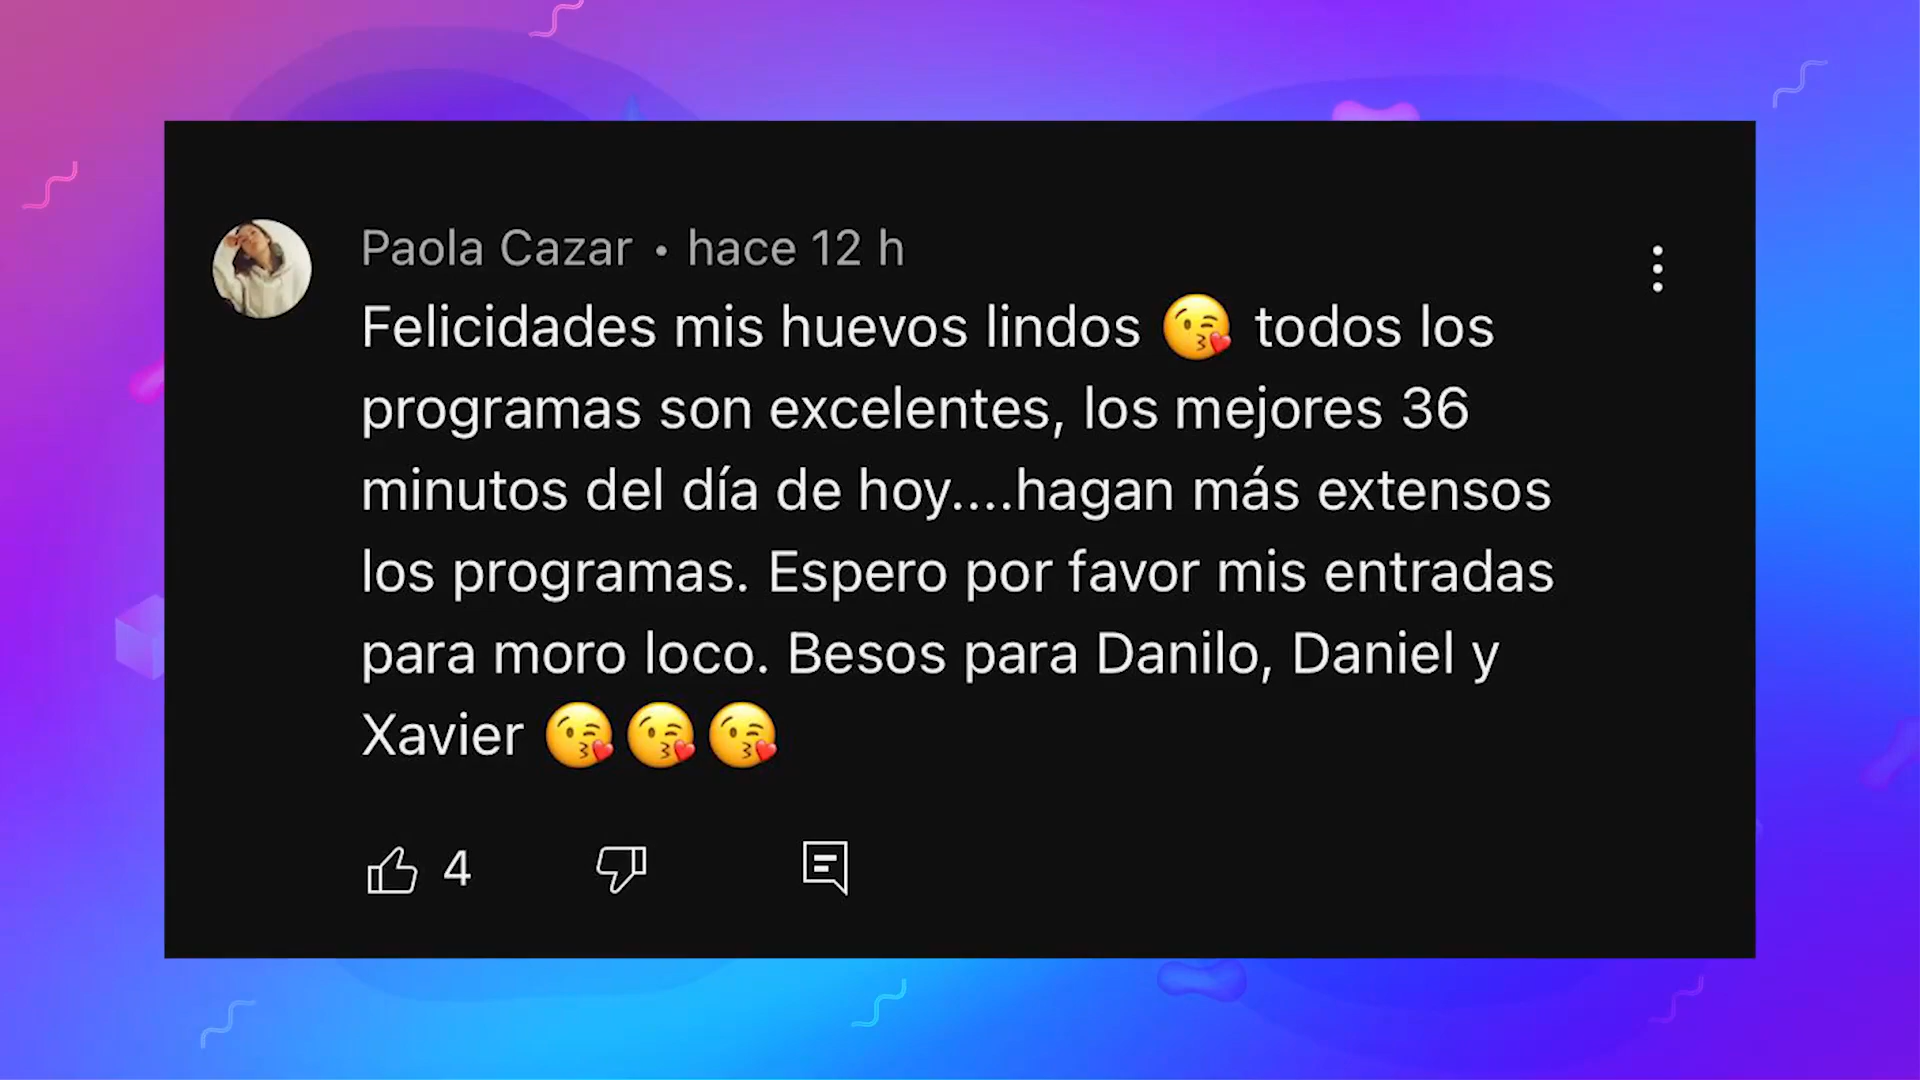 Paola Cazar • hace 12 h
Felicidades mis huevos lindos 😘 todos los
programas son excelentes, los mejores 36
minutos del día de hoy....hagan más extensos
los programas. Espero por favor mis entradas
para moro loco. Besos para Danilo, Daniel y
Xavier 😘😘😘
4